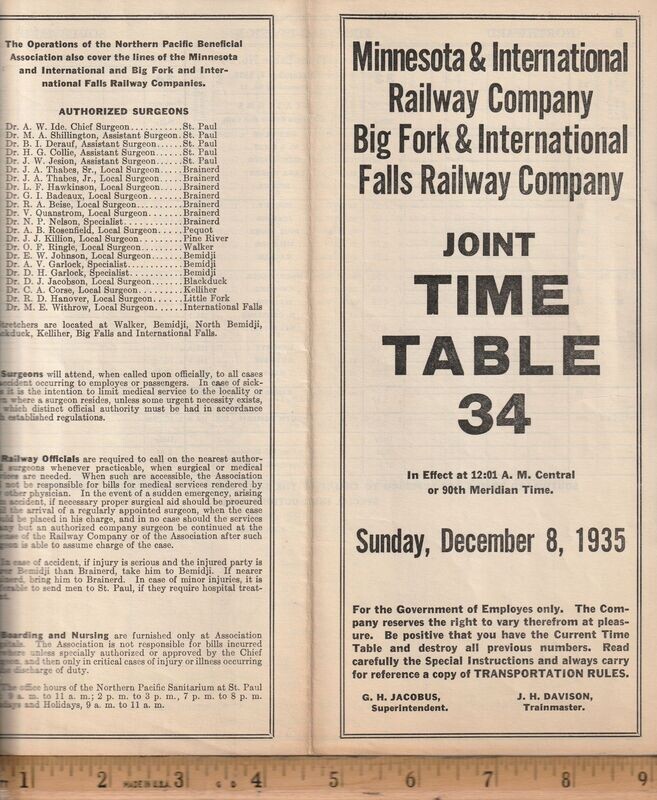 The Operations of the Northern Pacific Beneficial
Association also cover the lines of the Minnesota
and International and Big Fork and Inter-
national Falls Railway Companies.
AUTHORIZED SURGEONS
Dr. A. W. Ide, Chief Surgeon...........St. Paul
Dr. M. A. Shillington, Assistant Surgeon.St. Paul
Dr. B. I. Derauf, Assistant Surgeon.....St. Paul
Dr. H. G. Collie, Assistant Surgeon.....St. Paul
Dr. J. W. Jesion, Assistant Surgeon.....St. Paul
Dr. J. A. Thabes, Sr., Local Surgeon....Brainerd
Dr. J. A. Thabes, Jr., Local Surgeon....Brainerd
Dr. L. F. Hawkinson, Local Surgeon......Brainerd
Dr. G. I. Badeaux, Local Surgeon........Brainerd
Dr. R. A. Beise, Local Surgeon..........Brainerd
Dr. V. Quanstrom, Local Surgeon.........Brainerd
Dr. N. P. Nelson, Specialist............Brainerd
Dr. A. B. Rosenfield, Local Surgeon.....Pequot
Dr. J. J. Killion, Local Surgeon........Pine River
Dr. O. F. Ringle, Local Surgeon.........Walker
Dr. E. W. Johnson, Local Surgeon........Bemidji
Dr. A. V. Garlock, Specialist...........Bemidji
Dr. D. H. Garlock, Specialist...........Bemidji
Dr. D. J. Jacobson, Local Surgeon.......Blackduck
Dr. C. A. Corse, Local Surgeon..........Kelliher
Dr. R. D. Hanover, Local Surgeon........Little Fork
Dr. M. E. Withrow, Local Surgeon........International Falls
tretchers are located at Walker, Bemidji, North Bemidji,
ckduck, Kelliher, Big Falls and International Falls.
Surgeons will attend, when called upon officially, to all cases
accident occurring to employes or passengers. In case of sick-
it is the intention to limit medical service to the locality or
where a surgeon resides, unless some urgent necessity exists,
which distinct official authority must be had in accordance
established regulations.
Railway Officials are required to call on the nearest author-
surgeons whenever practicable, when surgical or medical
are needed. When such are accessible, the Association
not be responsible for bills for medical services rendered by
other physician. In the event of a sudden emergency, arising
accident, if necessary proper surgical aid should be procured
the arrival of a regularly appointed surgeon, when the case
be placed in his charge, and in no case should the services
any but an authorized company surgeon be continued at the
of the Railway Company or of the Association after such
is able to assume charge of the case.
In case of accident, if injury is serious and the injured party is
Bemidji than Brainerd, take him to Bemidji. If nearer
bring him to Brainerd. In case of minor injuries, it is
to send men to St. Paul, if they require hospital treat-
Boarding and Nursing are furnished only at Association
The Association is not responsible for bills incurred
unless specially authorized or approved by the Chief
and then only in critical cases of injury or illness occurring
discharge of duty.
The office hours of the Northern Pacific Sanitarium at St. Paul
9 a. m. to 11 a. m.; 2 p. m. to 3 p. m., 7 p. m. to 8 p. m.
and Holidays, 9 a. m. to 11 a. m.
Minnesota & International
Railway Company
Big Fork & International
Falls Railway Company
JOINT
TIME
TABLE
34
In Effect at 12:01 A. M. Central
or 90th Meridian Time.
Sunday, December 8, 1935
For the Government of Employes only. The Com-
pany reserves the right to vary therefrom at pleas-
ure. Be positive that you have the Current Time
Table and destroy all previous numbers. Read
carefully the Special Instructions and always carry
for reference a copy of TRANSPORTATION RULES.
G. H. JACOBUS,
Superintendent.
J. H. DAVISON,
Trainmaster.
1 2 MADE IN U.S.A. 3 4 5 6 7 8 9